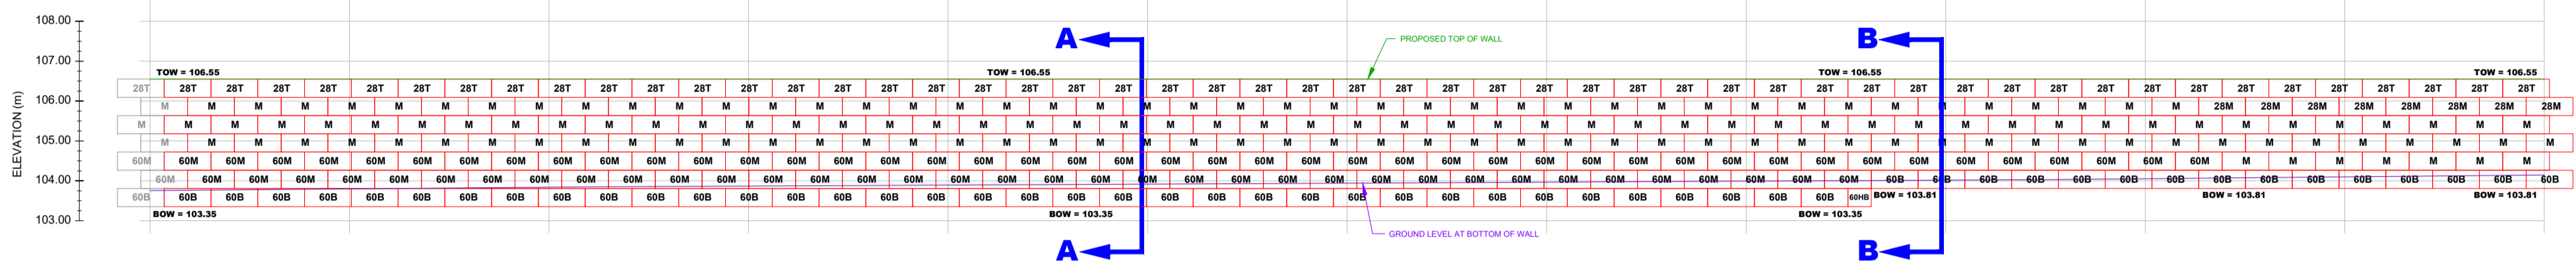 108.00
A B
PROPOSED TOP OF WALL
107.00
TOW = 106.55 TOW = 106.55 TOW = 106.55 TOW = 106.55
28T 28T 28T 28T 28T 28T 28T 28T 28T 28T 28T 28T 28T 28T 28T 28T 28T 28T 28T 28T 28T 28T 28T 28T 28T 28T 28T 28T 28T 28T 28T 28T 28T 28T 28T 28T 28T 28T 28T 28T 28T 28T 28T 28T 28T 28T 28T 28T 28T 28T 28T 28T
106.00 M M M M M M M M M M M M M M M M M M M M M M M M M M M M M M M M M M M M M M M M M M M M 28M 28M 28M 28M 28M 28M 28M 28M
M M M M M M M M M M M M M M M M M M M M M M M M M M M M M M M M M M M M M M M M M M M M M M M M M M M M
105.00 M M M M M M M M M M M M M M M M M M M M M M M M M M M M M M M M M M M M M M M M M M M M M M M M M M M M
60M 60M 60M 60M 60M 60M 60M 60M 60M 60M 60M 60M 60M 60M 60M 60M 60M 60M 60M 60M 60M 60M 60M 60M 60M 60M 60M 60M 60M 60M 60M 60M 60M 60M 60M 60M 60M 60M 60M 60M 60M 60M 60M 60M 60M M M M M M M M
104.00 60M 60M 60M 60M 60M 60M 60M 60M 60M 60M 60M 60M 60M 60M 60M 60M 60M 60M 60M 60M 60M 60M 60M 60M 60M 60M 60M 60M 60M 60M 60M 60M 60M 60M 60M 60M 60M 60M 60B 60B 60B 60B 60B 60B 60B 60B 60B 60B 60B 60B 60B 60B
60B 60B 60B 60B 60B 60B 60B 60B 60B 60B 60B 60B 60B 60B 60B 60B 60B 60B 60B 60B 60B 60B 60B 60B 60B 60B 60B 60B 60B 60B 60B 60B 60B 60B 60B 60B 60B 60HB BOW = 103.81 BOW = 103.81 BOW = 103.81
BOW = 103.35 BOW = 103.35 BOW = 103.35
103.00
GROUND LEVEL AT BOTTOM OF WALL
A B
ELEVATION (m)